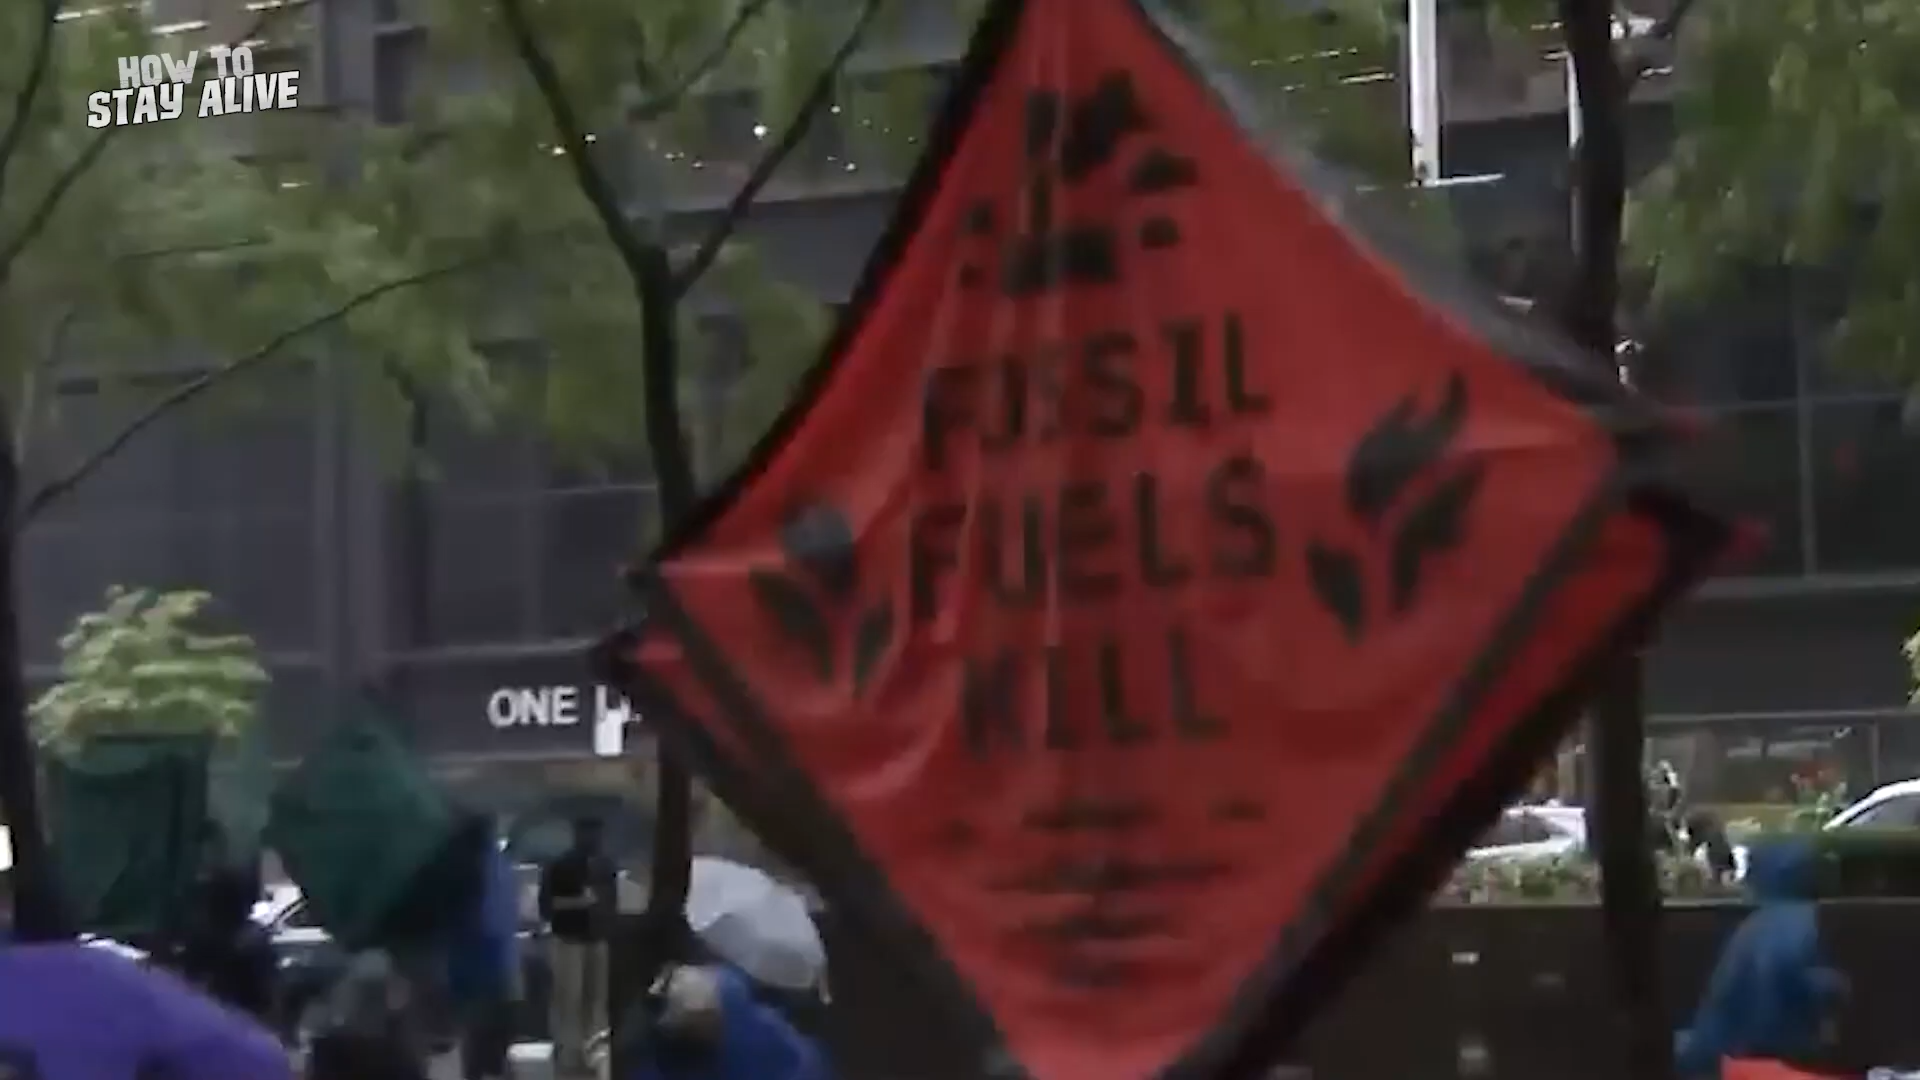 HOW TO
STAY ALIVE
FOSSIL
FUELS
KILL
ONE